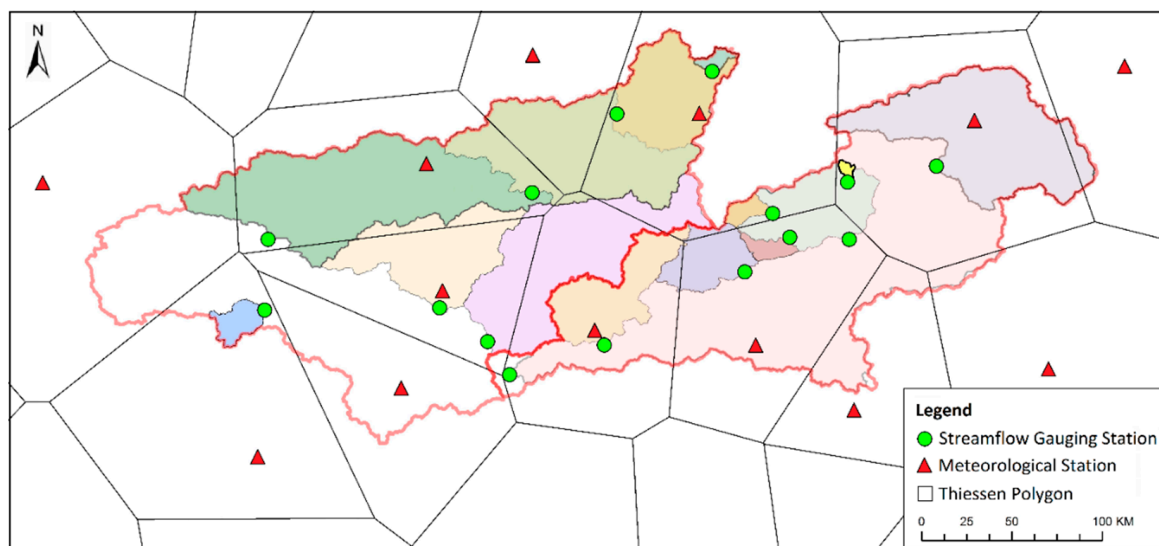 N
Legend
Streamflow Gauging Station
Meteorological Station
Thiessen Polygon
0 25 50 100 KM